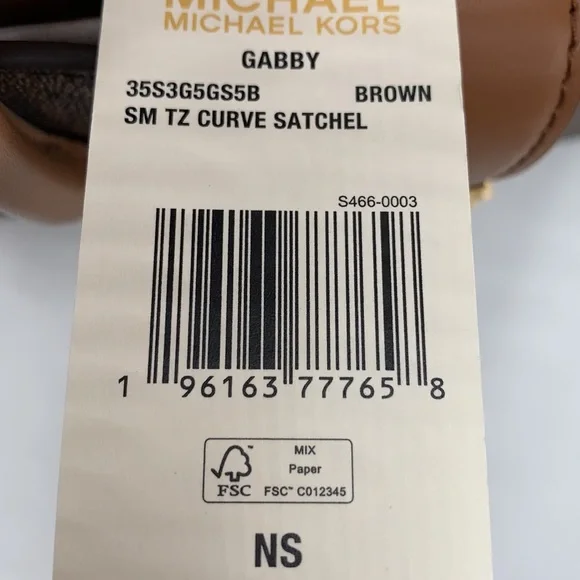 MICHAEL
MICHAEL KORS
GABBY
35S3G5GS5B BROWN
SM TZ CURVE SATCHEL
S466-0003
1 96163 77765 8
MIX
Paper
FSC FSC™ C012345
NS